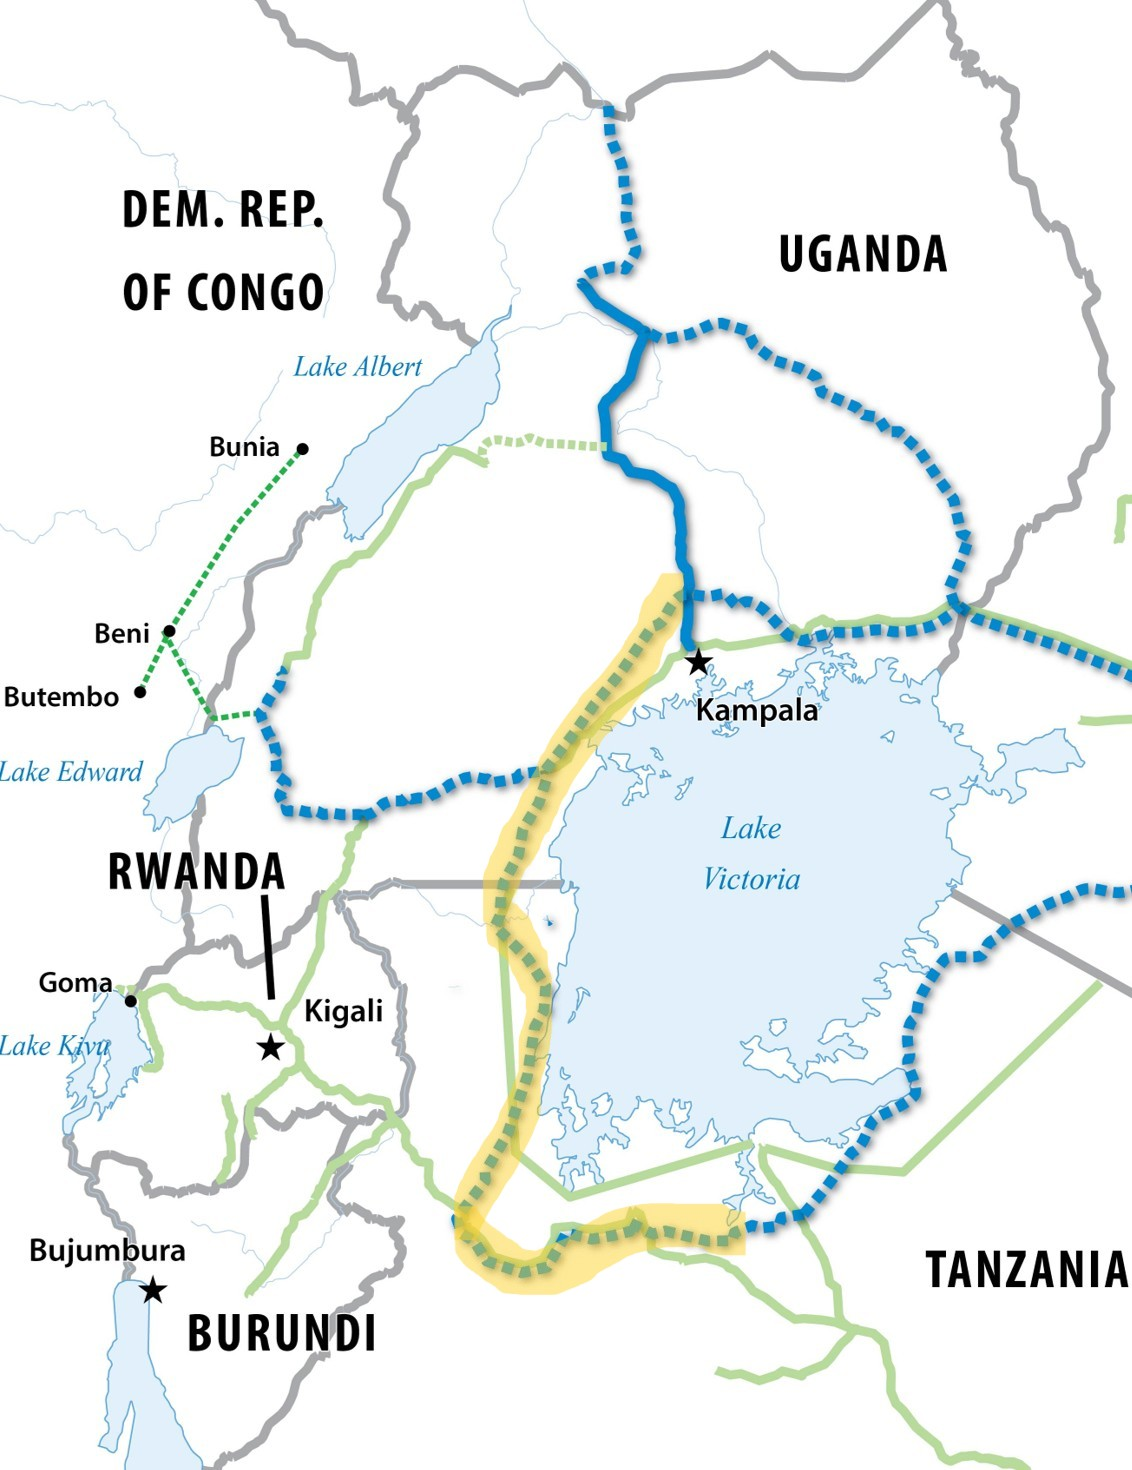 DEM. REP.
OF CONGO
UGANDA
Lake Albert
Bunia
Beni
Butembo
Kampala
Lake Edward
Lake
Victoria
RWANDA
Goma
Kigali
Lake Kivu
Bujumbura
TANZANIA
BURUNDI